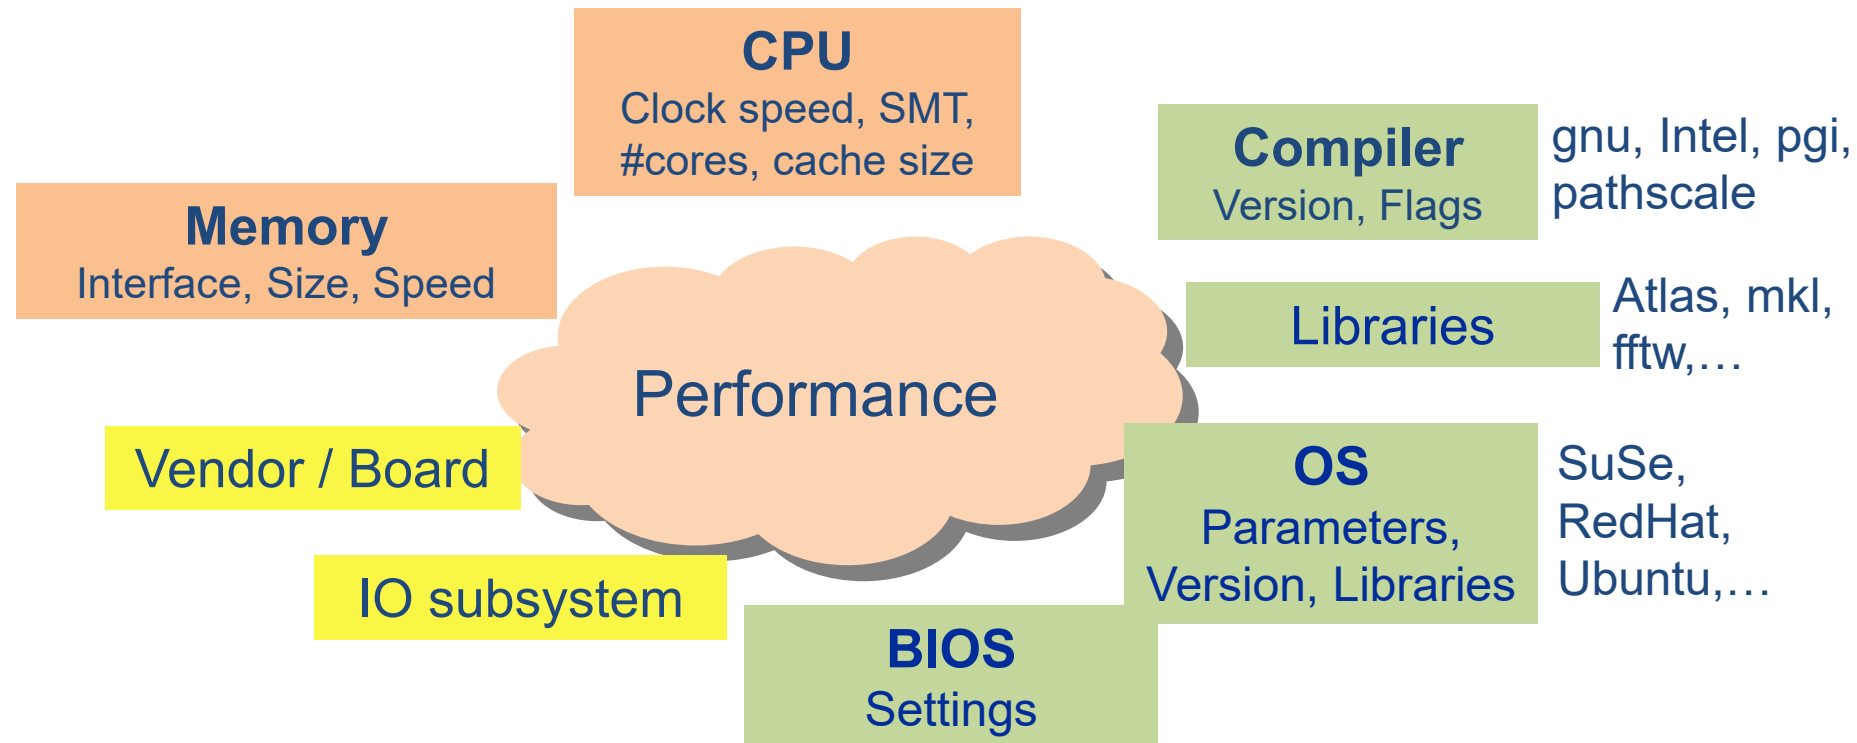 CPU
Clock speed, SMT,
#cores, cache size
Compiler
Version, Flags
gnu, Intel, pgi,
pathscale
Memory
Interface, Size, Speed
Libraries
Atlas, mkl,
fftw,…
Performance
Vendor / Board
OS
Parameters,
Version, Libraries
SuSe,
RedHat,
Ubuntu,…
IO subsystem
BIOS
Settings